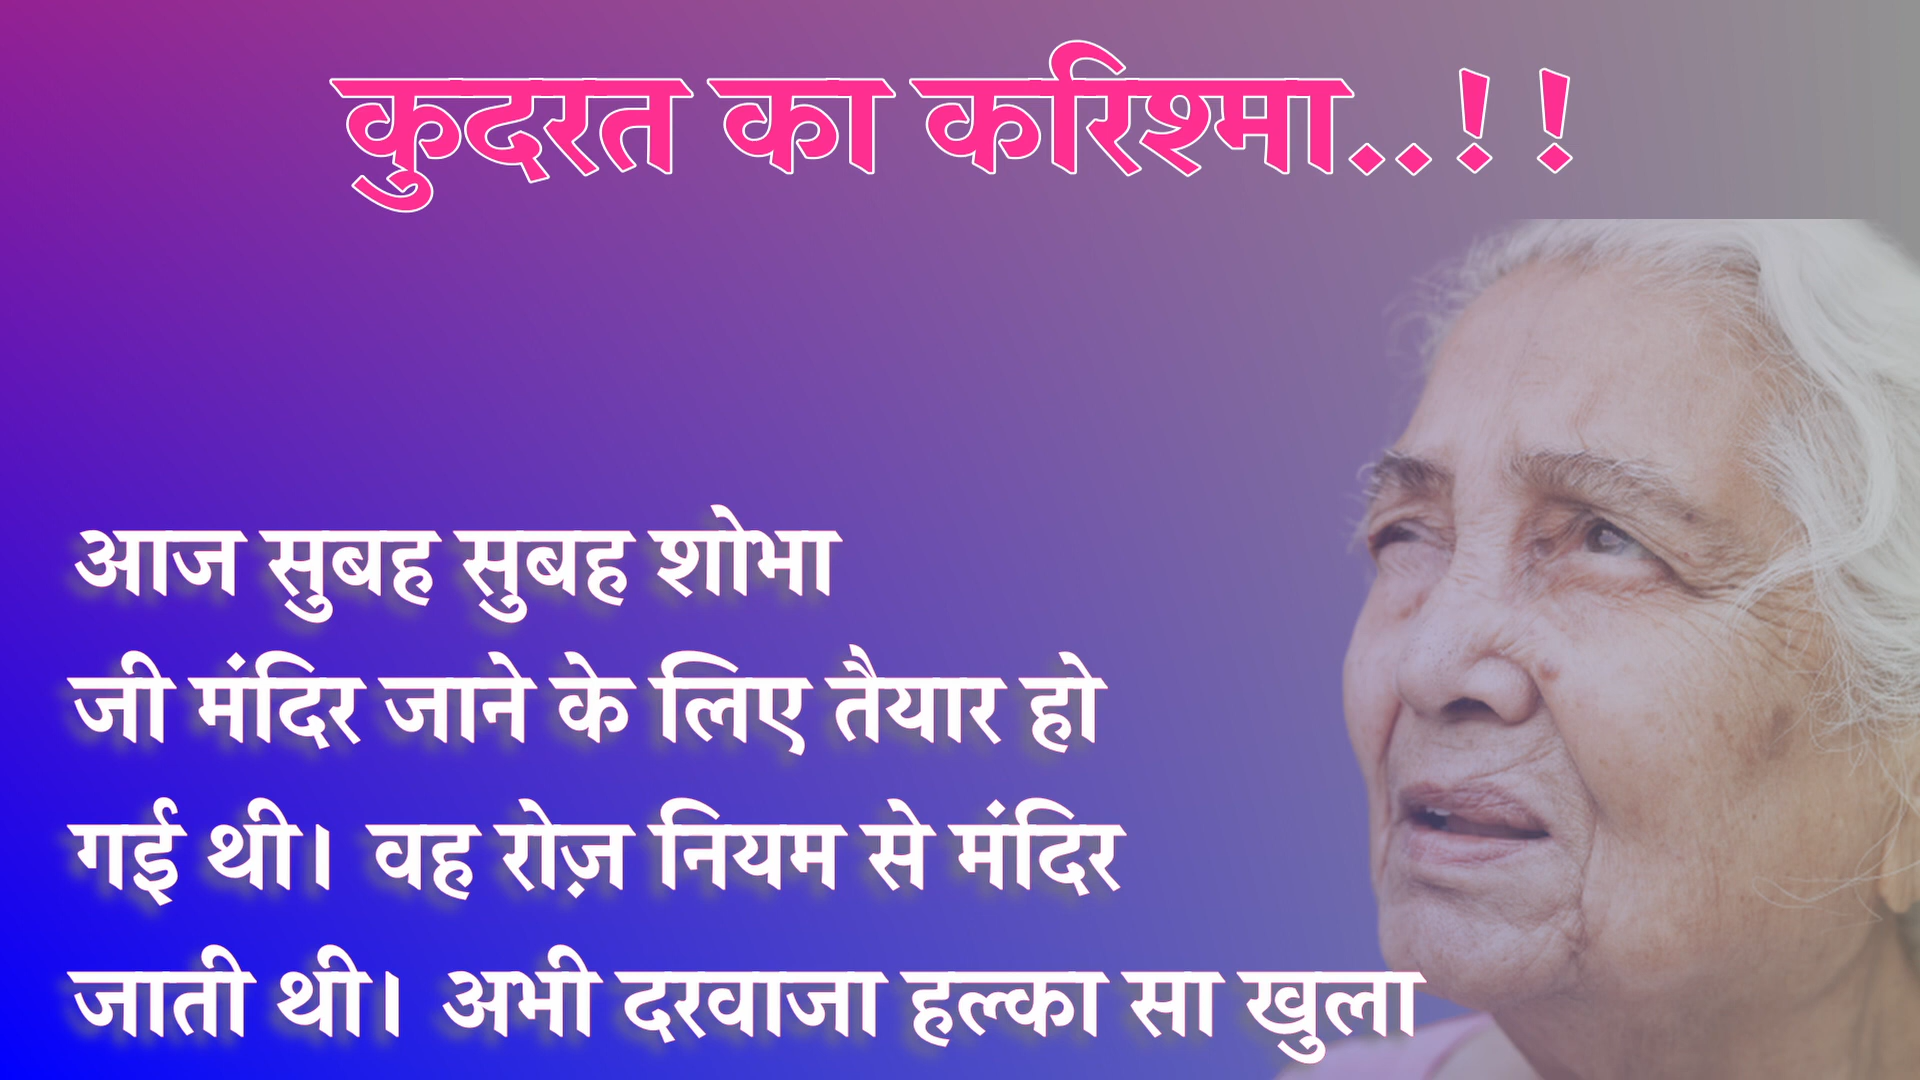 कुदरत का करिश्मा..!!
आज सुबह सुबह शोभा
जी मंदिर जाने के लिए तैयार हो
गई थी। वह रोज़ नियम से मंदिर
जाती थी। अभी दरवाजा हल्का सा खुला